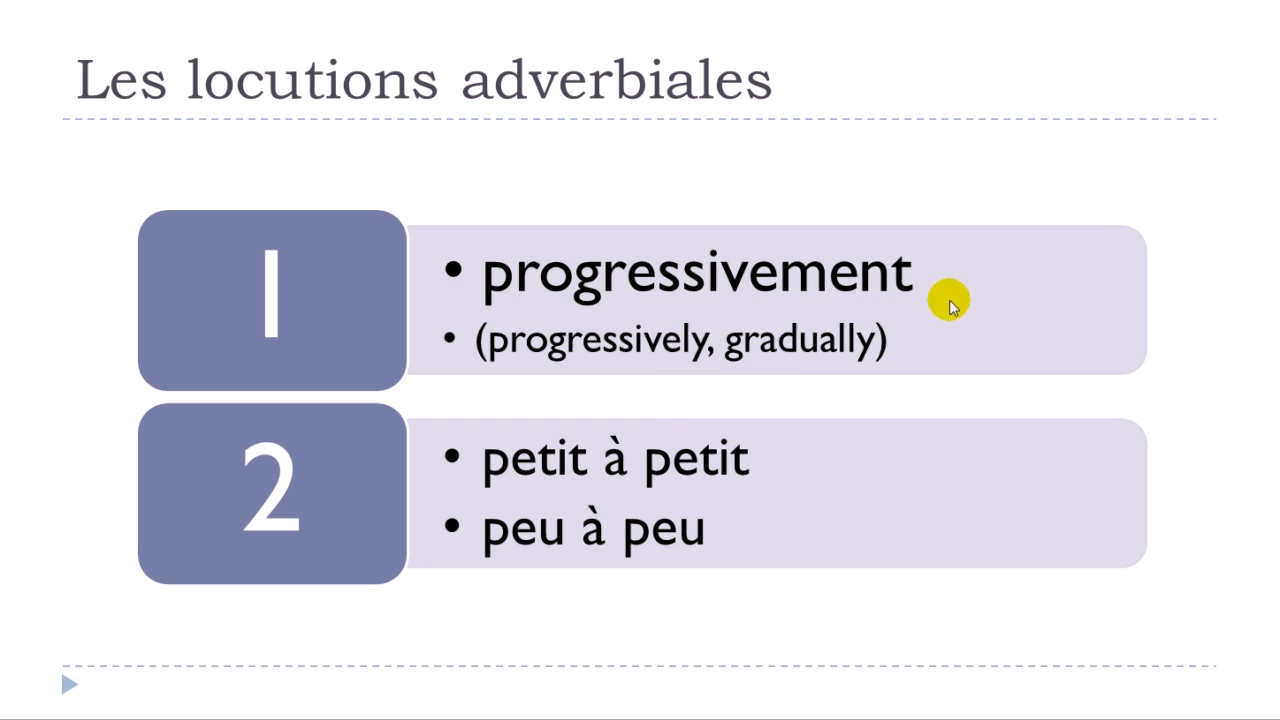 Les locutions adverbiales
1
• progressivement
• (progressively, gradually)
2
• petit à petit
• peu à peu